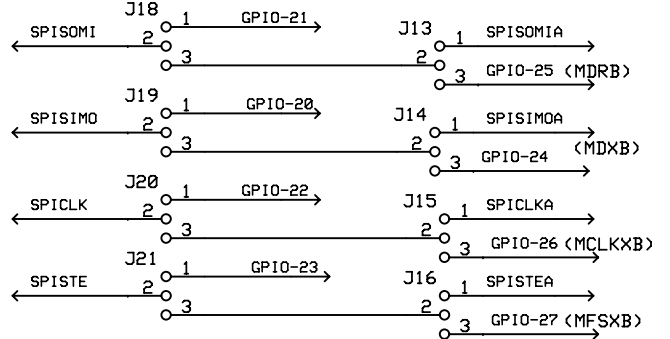 J18 1 GPIO-21
SPISOMI 2 J13 1 SPISOMIA
3 2
3 GPIO-25 (MDRB)
J19 1 GPIO-20
SPISIMO 2 J14 1 SPISIMOA
3 2 (MDXB)
3 GPIO-24
J20 1 GPIO-22
SPICLK 2 J15 1 SPICLKA
3 2
3 GPIO-26 (MCLKXB)
J21 1 GPIO-23
SPISTE 2 J16 1 SPISTEA
3 2
3 GPIO-27 (MFSXB)